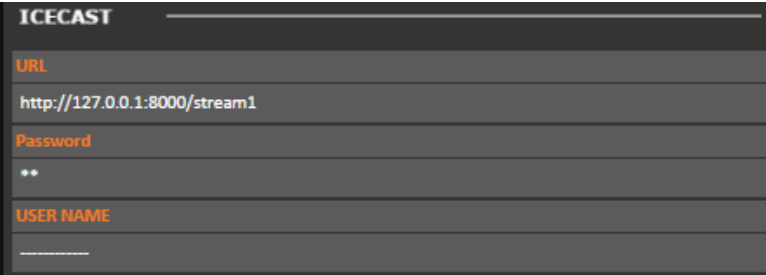 ICECAST
URL
http://127.0.0.1:8000/stream1
Password
**
USER NAME
------------